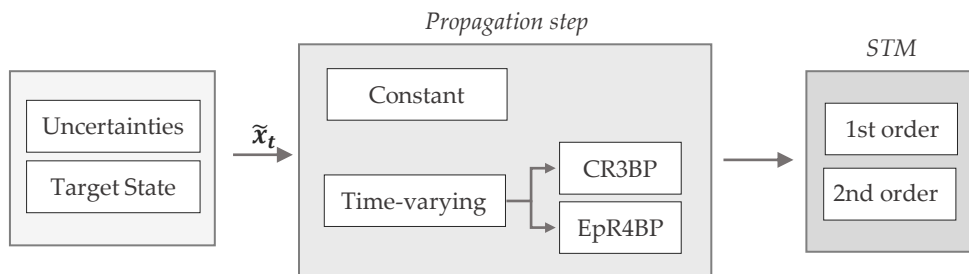 Propagation step
STM
Uncertainties
Target State
x̃ₜ
Constant
Time-varying
CR3BP
EpR4BP
1st order
2nd order